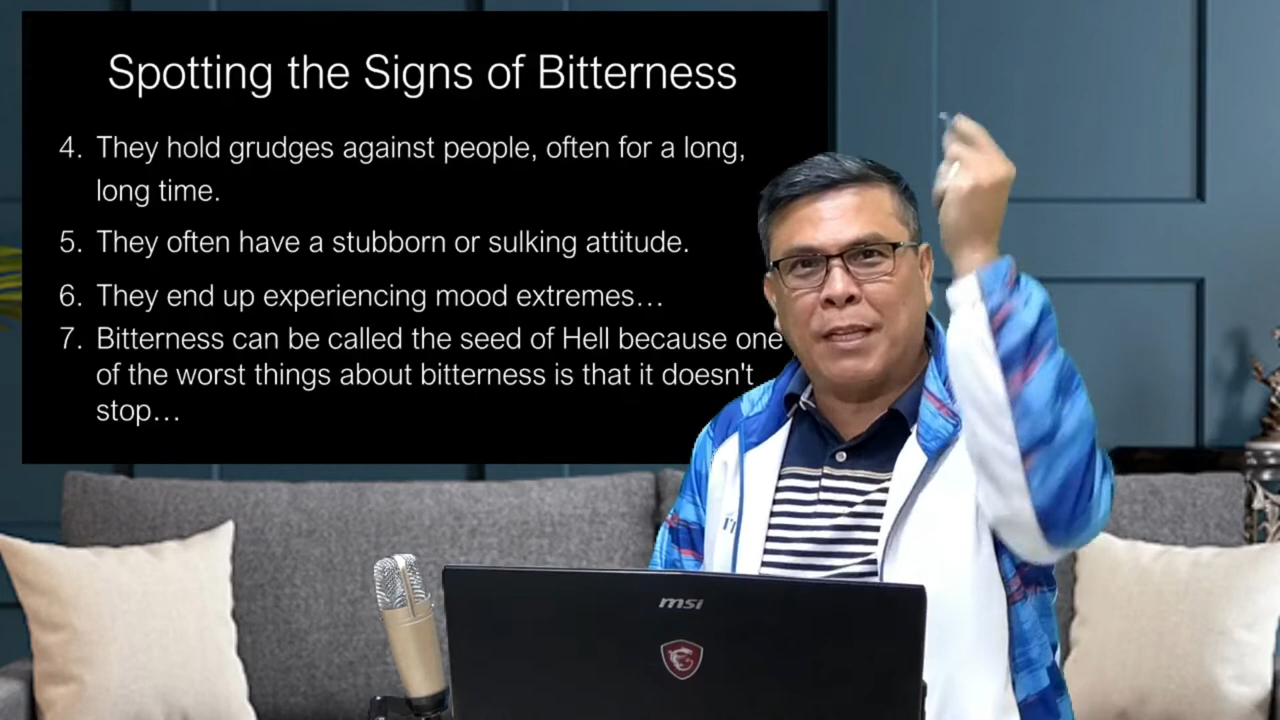 Spotting the Signs of Bitterness
4. They hold grudges against people, often for a long,
long time.
5. They often have a stubborn or sulking attitude.
6. They end up experiencing mood extremes…
7. Bitterness can be called the seed of Hell because one
of the worst things about bitterness is that it doesn't
stop…
msi